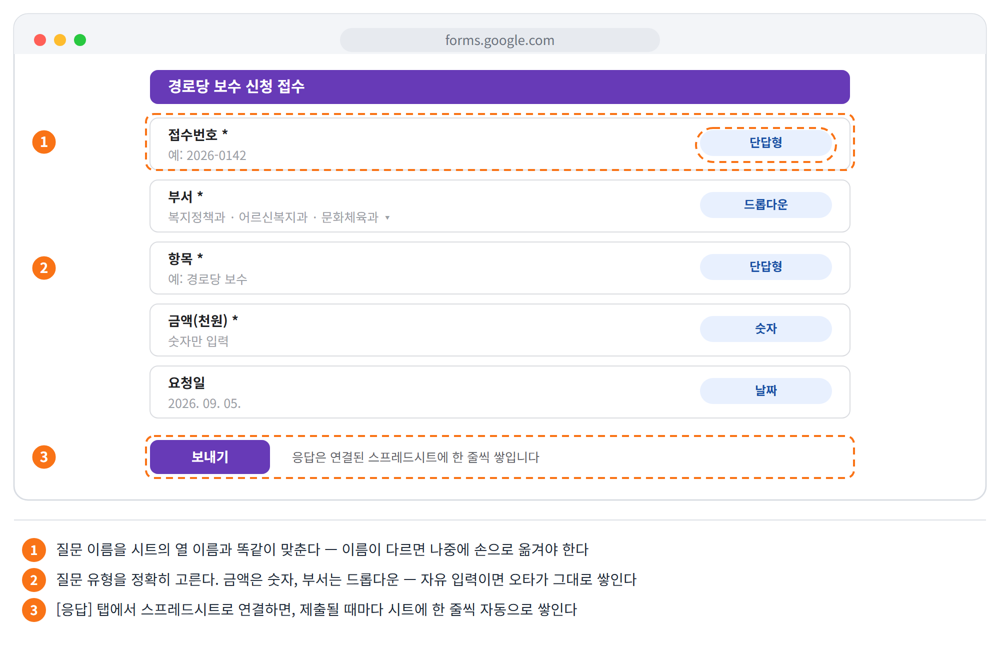 forms.google.com
경로당 보수 신청 접수
1
접수번호 *
예: 2026-0142
단답형
부서 *
복지정책과 · 어르신복지과 · 문화체육과 ▾
드롭다운
2
항목 *
예: 경로당 보수
단답형
금액(천원) *
숫자만 입력
숫자
요청일
2026. 09. 05.
날짜
3
보내기
응답은 연결된 스프레드시트에 한 줄씩 쌓입니다
1 질문 이름을 시트의 열 이름과 똑같이 맞춘다 — 이름이 다르면 나중에 손으로 옮겨야 한다
2 질문 유형을 정확히 고른다. 금액은 숫자, 부서는 드롭다운 — 자유 입력이면 오타가 그대로 쌓인다
3 [응답] 탭에서 스프레드시트로 연결하면, 제출될 때마다 시트에 한 줄씩 자동으로 쌓인다